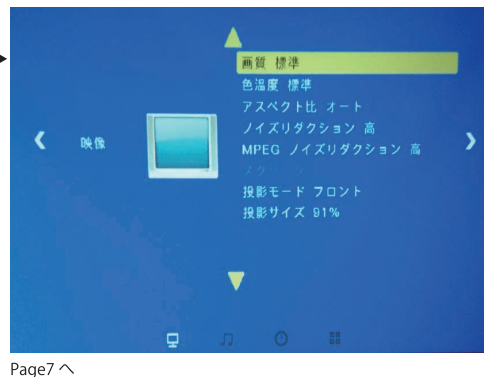 画質 標準
色温度 標準
アスペクト比 オート
ノイズリダクション 高
映像
MPEG ノイズリダクション 高
投影モード フロント
投影サイズ 91%
Page7 へ